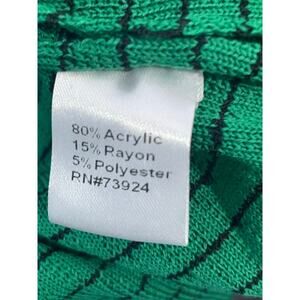 80% Acrylic
15% Rayon
5% Polyester
RN#73924